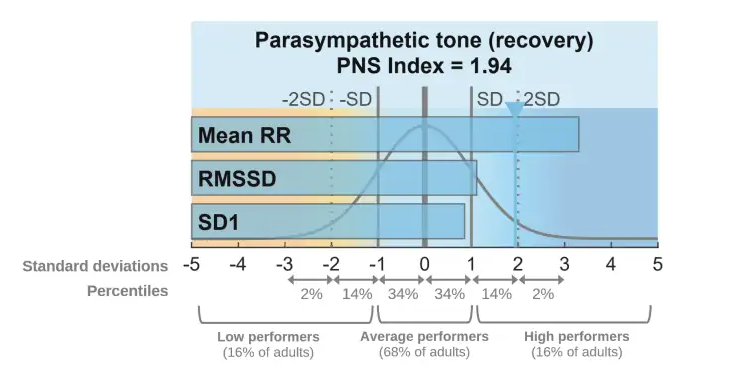 Parasympathetic tone (recovery)
PNS Index = 1.94
-2SD -SD SD 2SD
Mean RR
RMSSD
SD1
Standard deviations -5 -4 -3 -2 -1 0 1 2 3 4 5
Percentiles 2% 14% 34% 34% 14% 2%
Low performers Average performers High performers
(16% of adults) (68% of adults) (16% of adults)